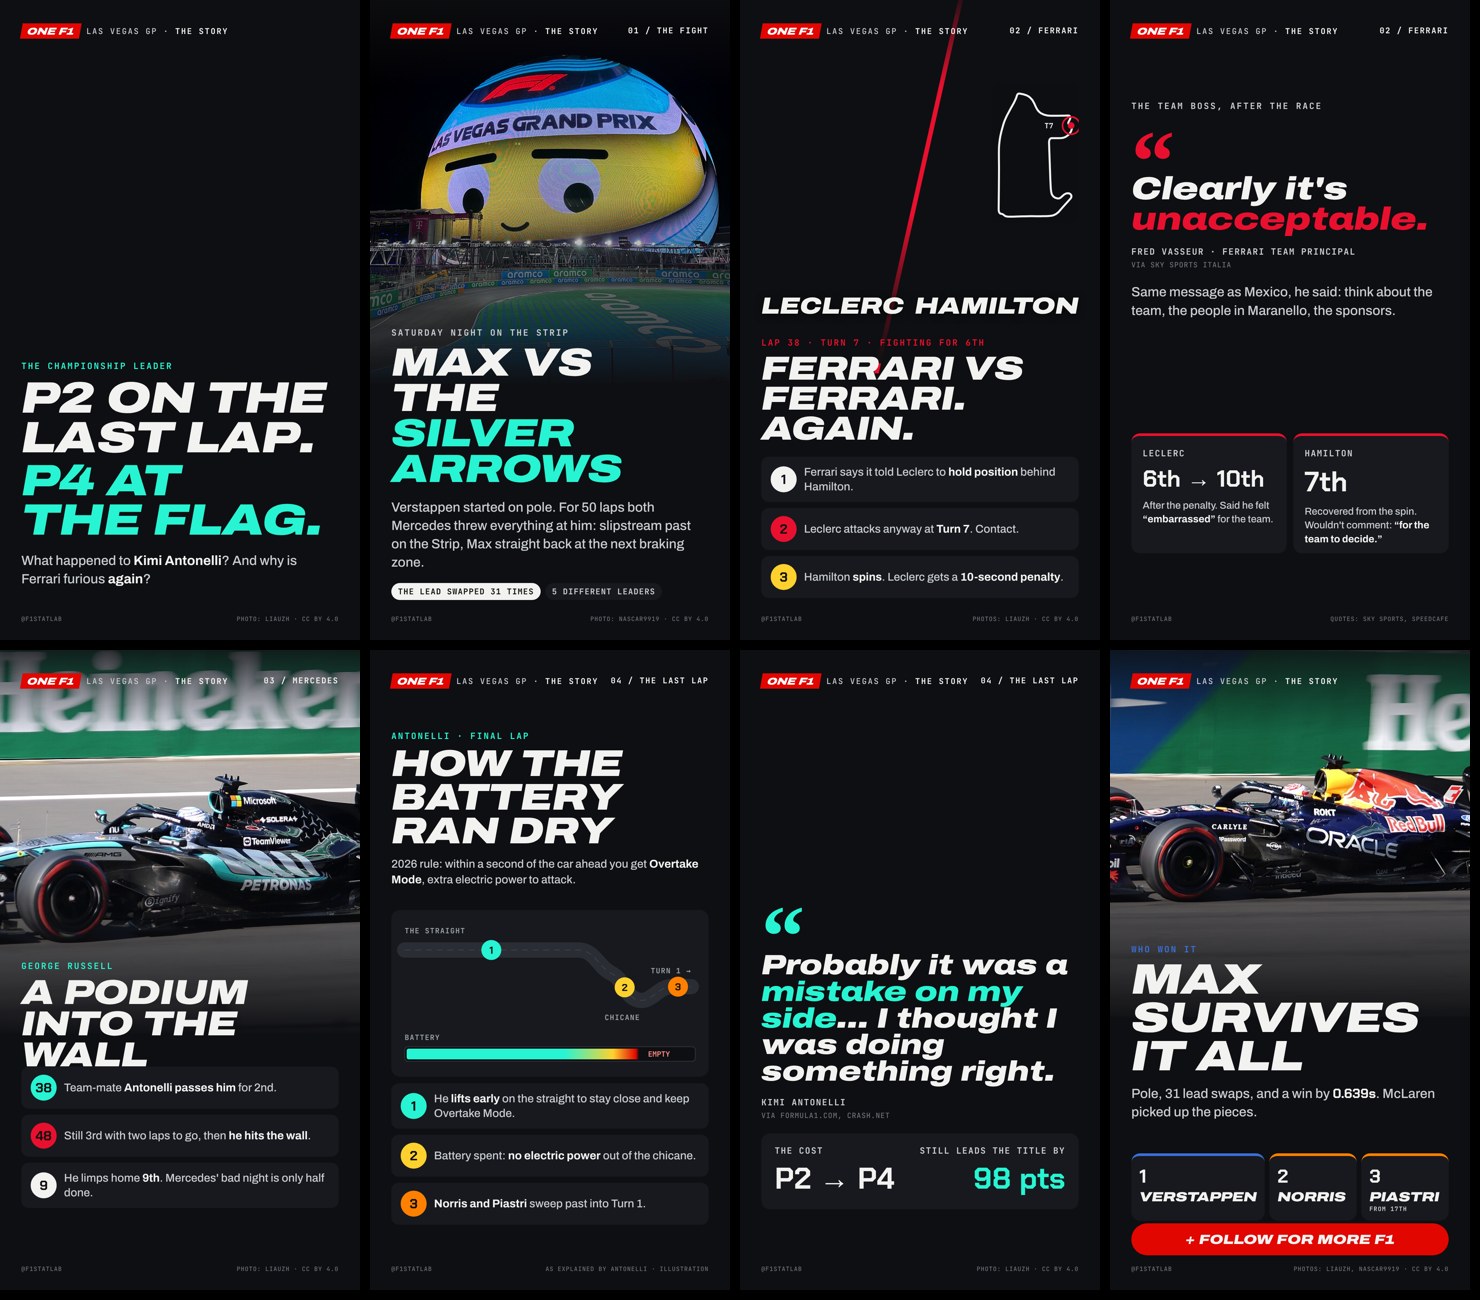 ONE F1 LAS VEGAS GP · THE STORY
THE CHAMPIONSHIP LEADER
P2 ON THE
LAST LAP.
P4 AT
THE FLAG.
What happened to Kimi Antonelli? And why is
Ferrari furious again?
@F1STATLAB PHOTO: LIAUZH · CC BY 4.0
ONE F1 LAS VEGAS GP · THE STORY 01 / THE FIGHT
F1
LAS VEGAS GRAND PRIX
aramco aramco aramco
aramco
SATURDAY NIGHT ON THE STRIP
MAX VS
THE
SILVER
ARROWS
Verstappen started on pole. For 50 laps both
Mercedes threw everything at him: slipstream past
on the Strip, Max straight back at the next braking
zone.
THE LEAD SWAPPED 31 TIMES 5 DIFFERENT LEADERS
@F1STATLAB PHOTO: NASCAR9919 · CC BY 4.0
ONE F1 LAS VEGAS GP · THE STORY 02 / FERRARI
T7
LECLERC HAMILTON
LAP 38 · TURN 7 · FIGHTING FOR 6TH
FERRARI VS
FERRARI.
AGAIN.
1 Ferrari says it told Leclerc to hold position behind
Hamilton.
2 Leclerc attacks anyway at Turn 7. Contact.
3 Hamilton spins. Leclerc gets a 10-second penalty.
@F1STATLAB PHOTOS: LIAUZH · CC BY 4.0
ONE F1 LAS VEGAS GP · THE STORY 02 / FERRARI
THE TEAM BOSS, AFTER THE RACE
“
Clearly it's
unacceptable.
FRED VASSEUR · FERRARI TEAM PRINCIPAL
VIA SKY SPORTS ITALIA
Same message as Mexico, he said: think about the
team, the people in Maranello, the sponsors.
LECLERC
6th → 10th
After the penalty. Said he felt
“embarrassed” for the team.
HAMILTON
7th
Recovered from the spin.
Wouldn't comment: “for the
team to decide.”
@F1STATLAB QUOTES: SKY SPORTS, SPEEDCAFE
Heineken
ONE F1 LAS VEGAS GP · THE STORY 03 / MERCEDES
Microsoft
SOLERA
TeamViewer
AMG
PETRONAS
Ignify
GEORGE RUSSELL
A PODIUM
INTO THE
WALL
38 Team-mate Antonelli passes him for 2nd.
48 Still 3rd with two laps to go, then he hits the wall.
9 He limps home 9th. Mercedes' bad night is only half
done.
@F1STATLAB PHOTO: LIAUZH · CC BY 4.0
ONE F1 LAS VEGAS GP · THE STORY 04 / THE LAST LAP
ANTONELLI · FINAL LAP
HOW THE
BATTERY
RAN DRY
2026 rule: within a second of the car ahead you get Overtake
Mode, extra electric power to attack.
THE STRAIGHT
1
TURN 1 →
2 3
CHICANE
BATTERY
EMPTY
1 He lifts early on the straight to stay close and keep
Overtake Mode.
2 Battery spent: no electric power out of the chicane.
3 Norris and Piastri sweep past into Turn 1.
@F1STATLAB AS EXPLAINED BY ANTONELLI · ILLUSTRATION
ONE F1 LAS VEGAS GP · THE STORY 04 / THE LAST LAP
“
Probably it was a
mistake on my
side... I thought I
was doing
something right.
KIMI ANTONELLI
VIA FORMULA1.COM, CRASH.NET
THE COST STILL LEADS THE TITLE BY
P2 → P4 98 pts
@F1STATLAB PHOTO: LIAUZH · CC BY 4.0
ONE F1 LAS VEGAS GP · THE STORY
He
ROKT
Red Bull
CARLYLE
ORACLE
WHO WON IT
MAX
SURVIVES
IT ALL
Pole, 31 lead swaps, and a win by 0.639s. McLaren
picked up the pieces.
1 VERSTAPPEN
2 NORRIS
3 PIASTRI
FROM 17TH
+ FOLLOW FOR MORE F1
@F1STATLAB PHOTOS: LIAUZH, NASCAR9919 · CC BY 4.0